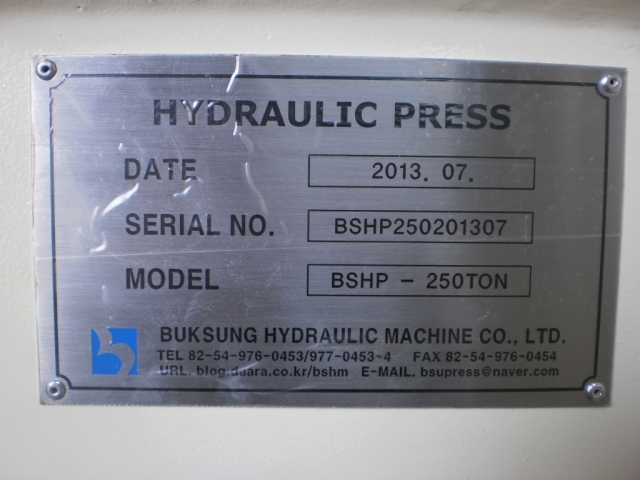 HYDRAULIC PRESS
DATE 2013. 07.
SERIAL NO. BSHP250201307
MODEL BSHP - 250TON
BUKSUNG HYDRAULIC MACHINE CO., LTD.
TEL 82-54-976-0453/977-0453~4 FAX 82-54-976-0454
URL. blog.daara.co.kr/bshm E-MAIL. bsupress@naver.com